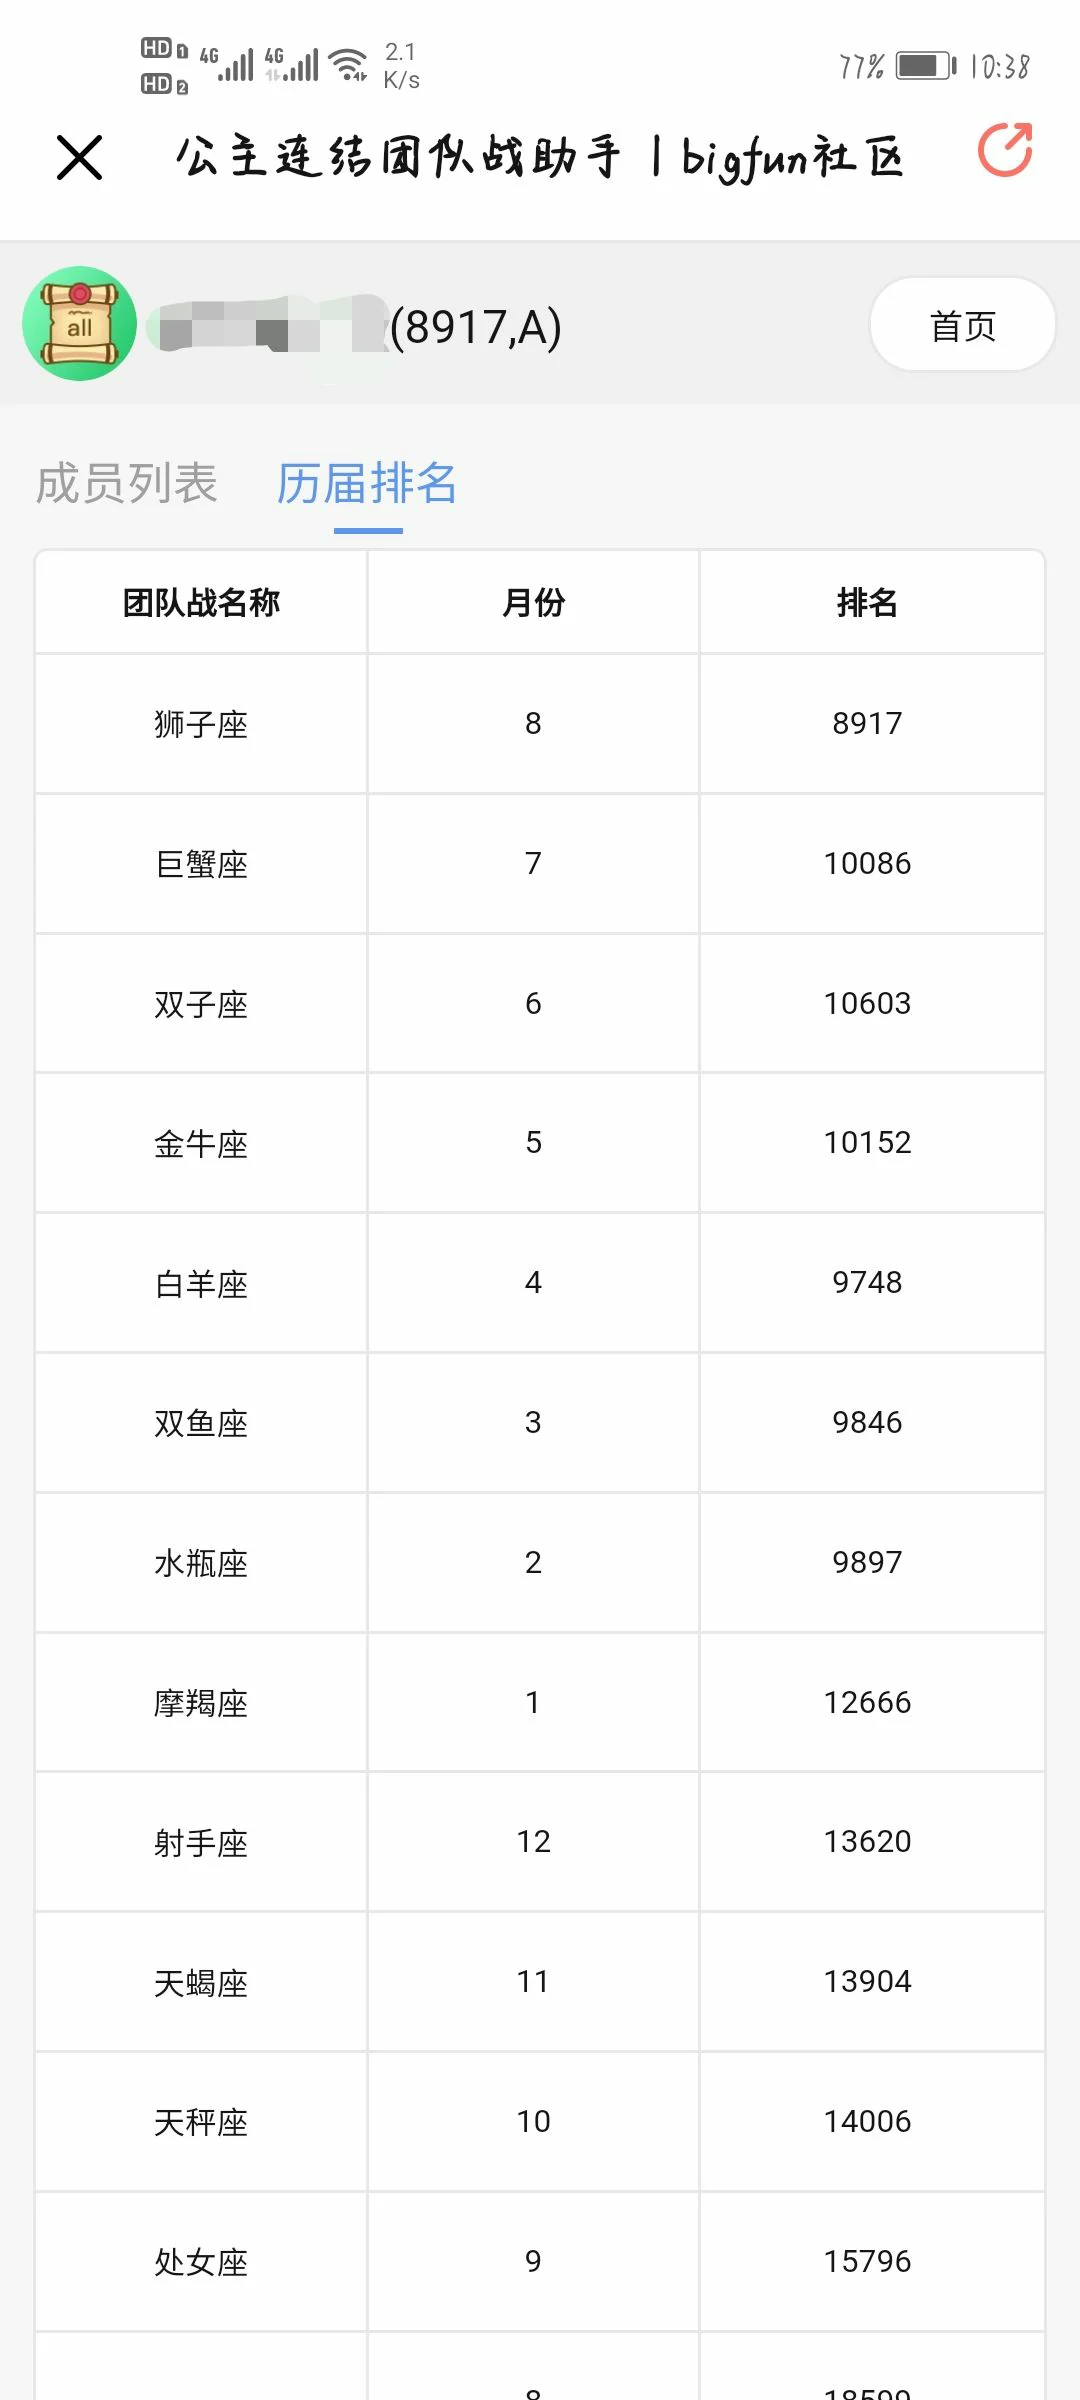 HD 1 4G 4G 2.1
HD 2 K/s
77% 10:38
公主连结团队战助手 | bigfun社区
all
(8917,A)
首页
成员列表 历届排名
团队战名称 月份 排名
狮子座 8 8917
巨蟹座 7 10086
双子座 6 10603
金牛座 5 10152
白羊座 4 9748
双鱼座 3 9846
水瓶座 2 9897
摩羯座 1 12666
射手座 12 13620
天蝎座 11 13904
天秤座 10 14006
处女座 9 15796
8 18599